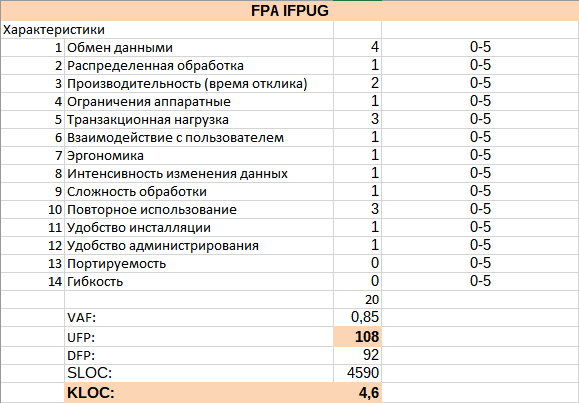 FPA IFPUG
Характеристики
1 Обмен данными 4 0-5
2 Распределенная обработка 1 0-5
3 Производительность (время отклика) 2 0-5
4 Ограничения аппаратные 1 0-5
5 Транзакционная нагрузка 3 0-5
6 Взаимодействие с пользователем 1 0-5
7 Эргономика 1 0-5
8 Интенсивность изменения данных 1 0-5
9 Сложность обработки 1 0-5
10 Повторное использование 3 0-5
11 Удобство инсталляции 1 0-5
12 Удобство администрирования 1 0-5
13 Портируемость 0 0-5
14 Гибкость 0 0-5
20
VAF: 0,85
UFP: 108
DFP: 92
SLOC: 4590
KLOC: 4,6